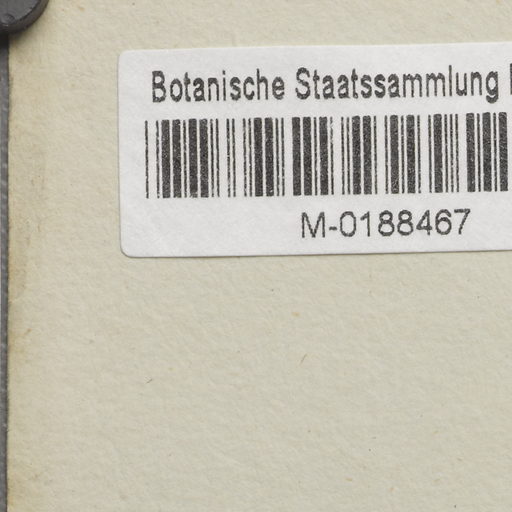 Botanische Staatssammlung
M-0188467